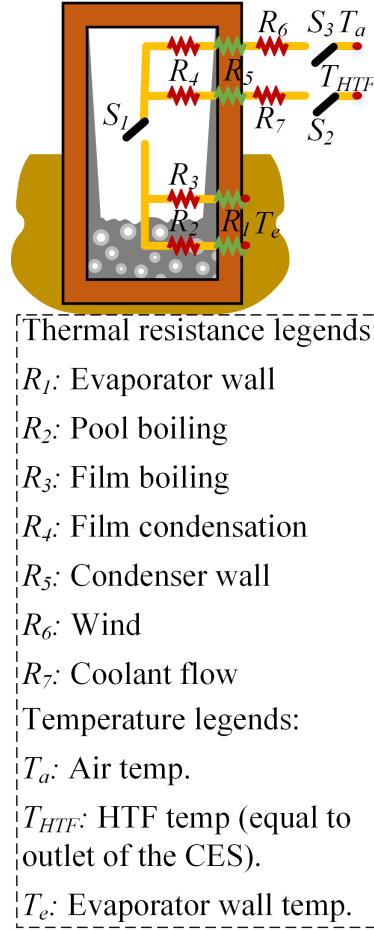 R6 S3 Ta
R4 R5 THTF
S1 R7 S2
R3
R2 R1 Te
Thermal resistance legends:
R1: Evaporator wall
R2: Pool boiling
R3: Film boiling
R4: Film condensation
R5: Condenser wall
R6: Wind
R7: Coolant flow
Temperature legends:
Ta: Air temp.
THTF: HTF temp (equal to
outlet of the CES).
Te: Evaporator wall temp.